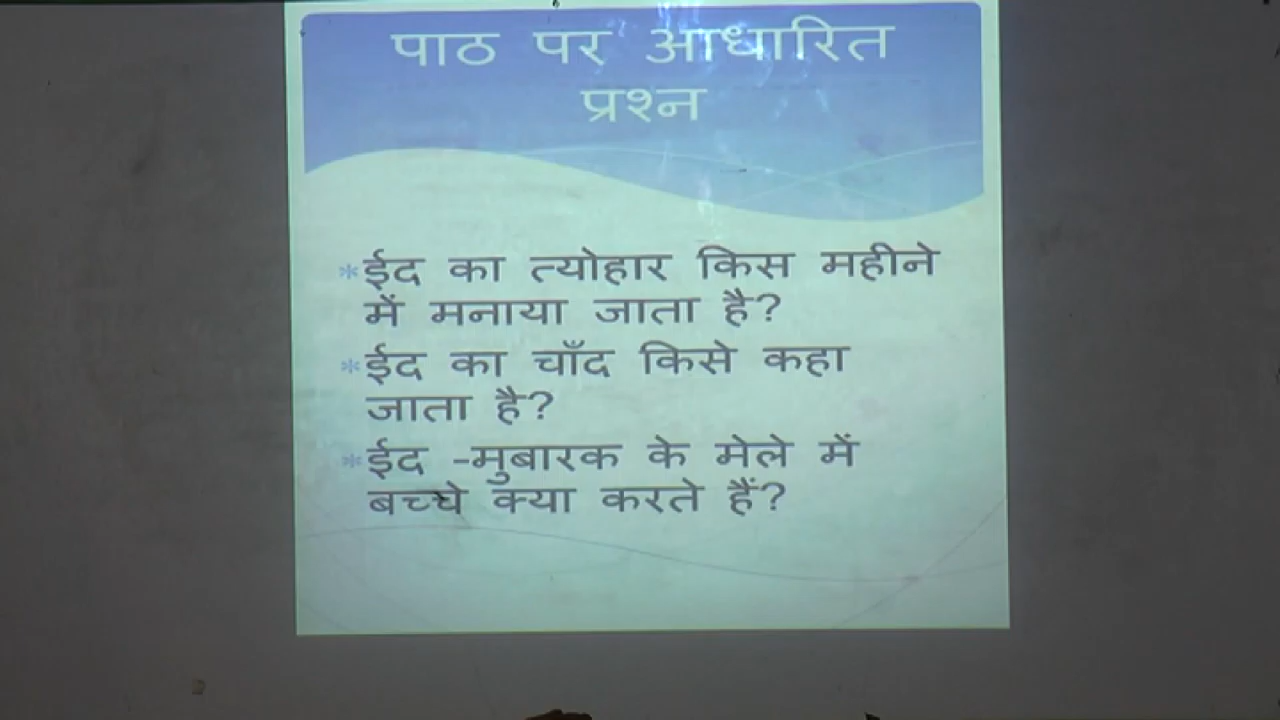 पाठ पर आधारित
प्रश्न
*ईद का त्योहार किस महीने
में मनाया जाता है?
*ईद का चाँद किसे कहा
जाता है?
*ईद -मुबारक के मेले में
बच्चे क्या करते हैं?